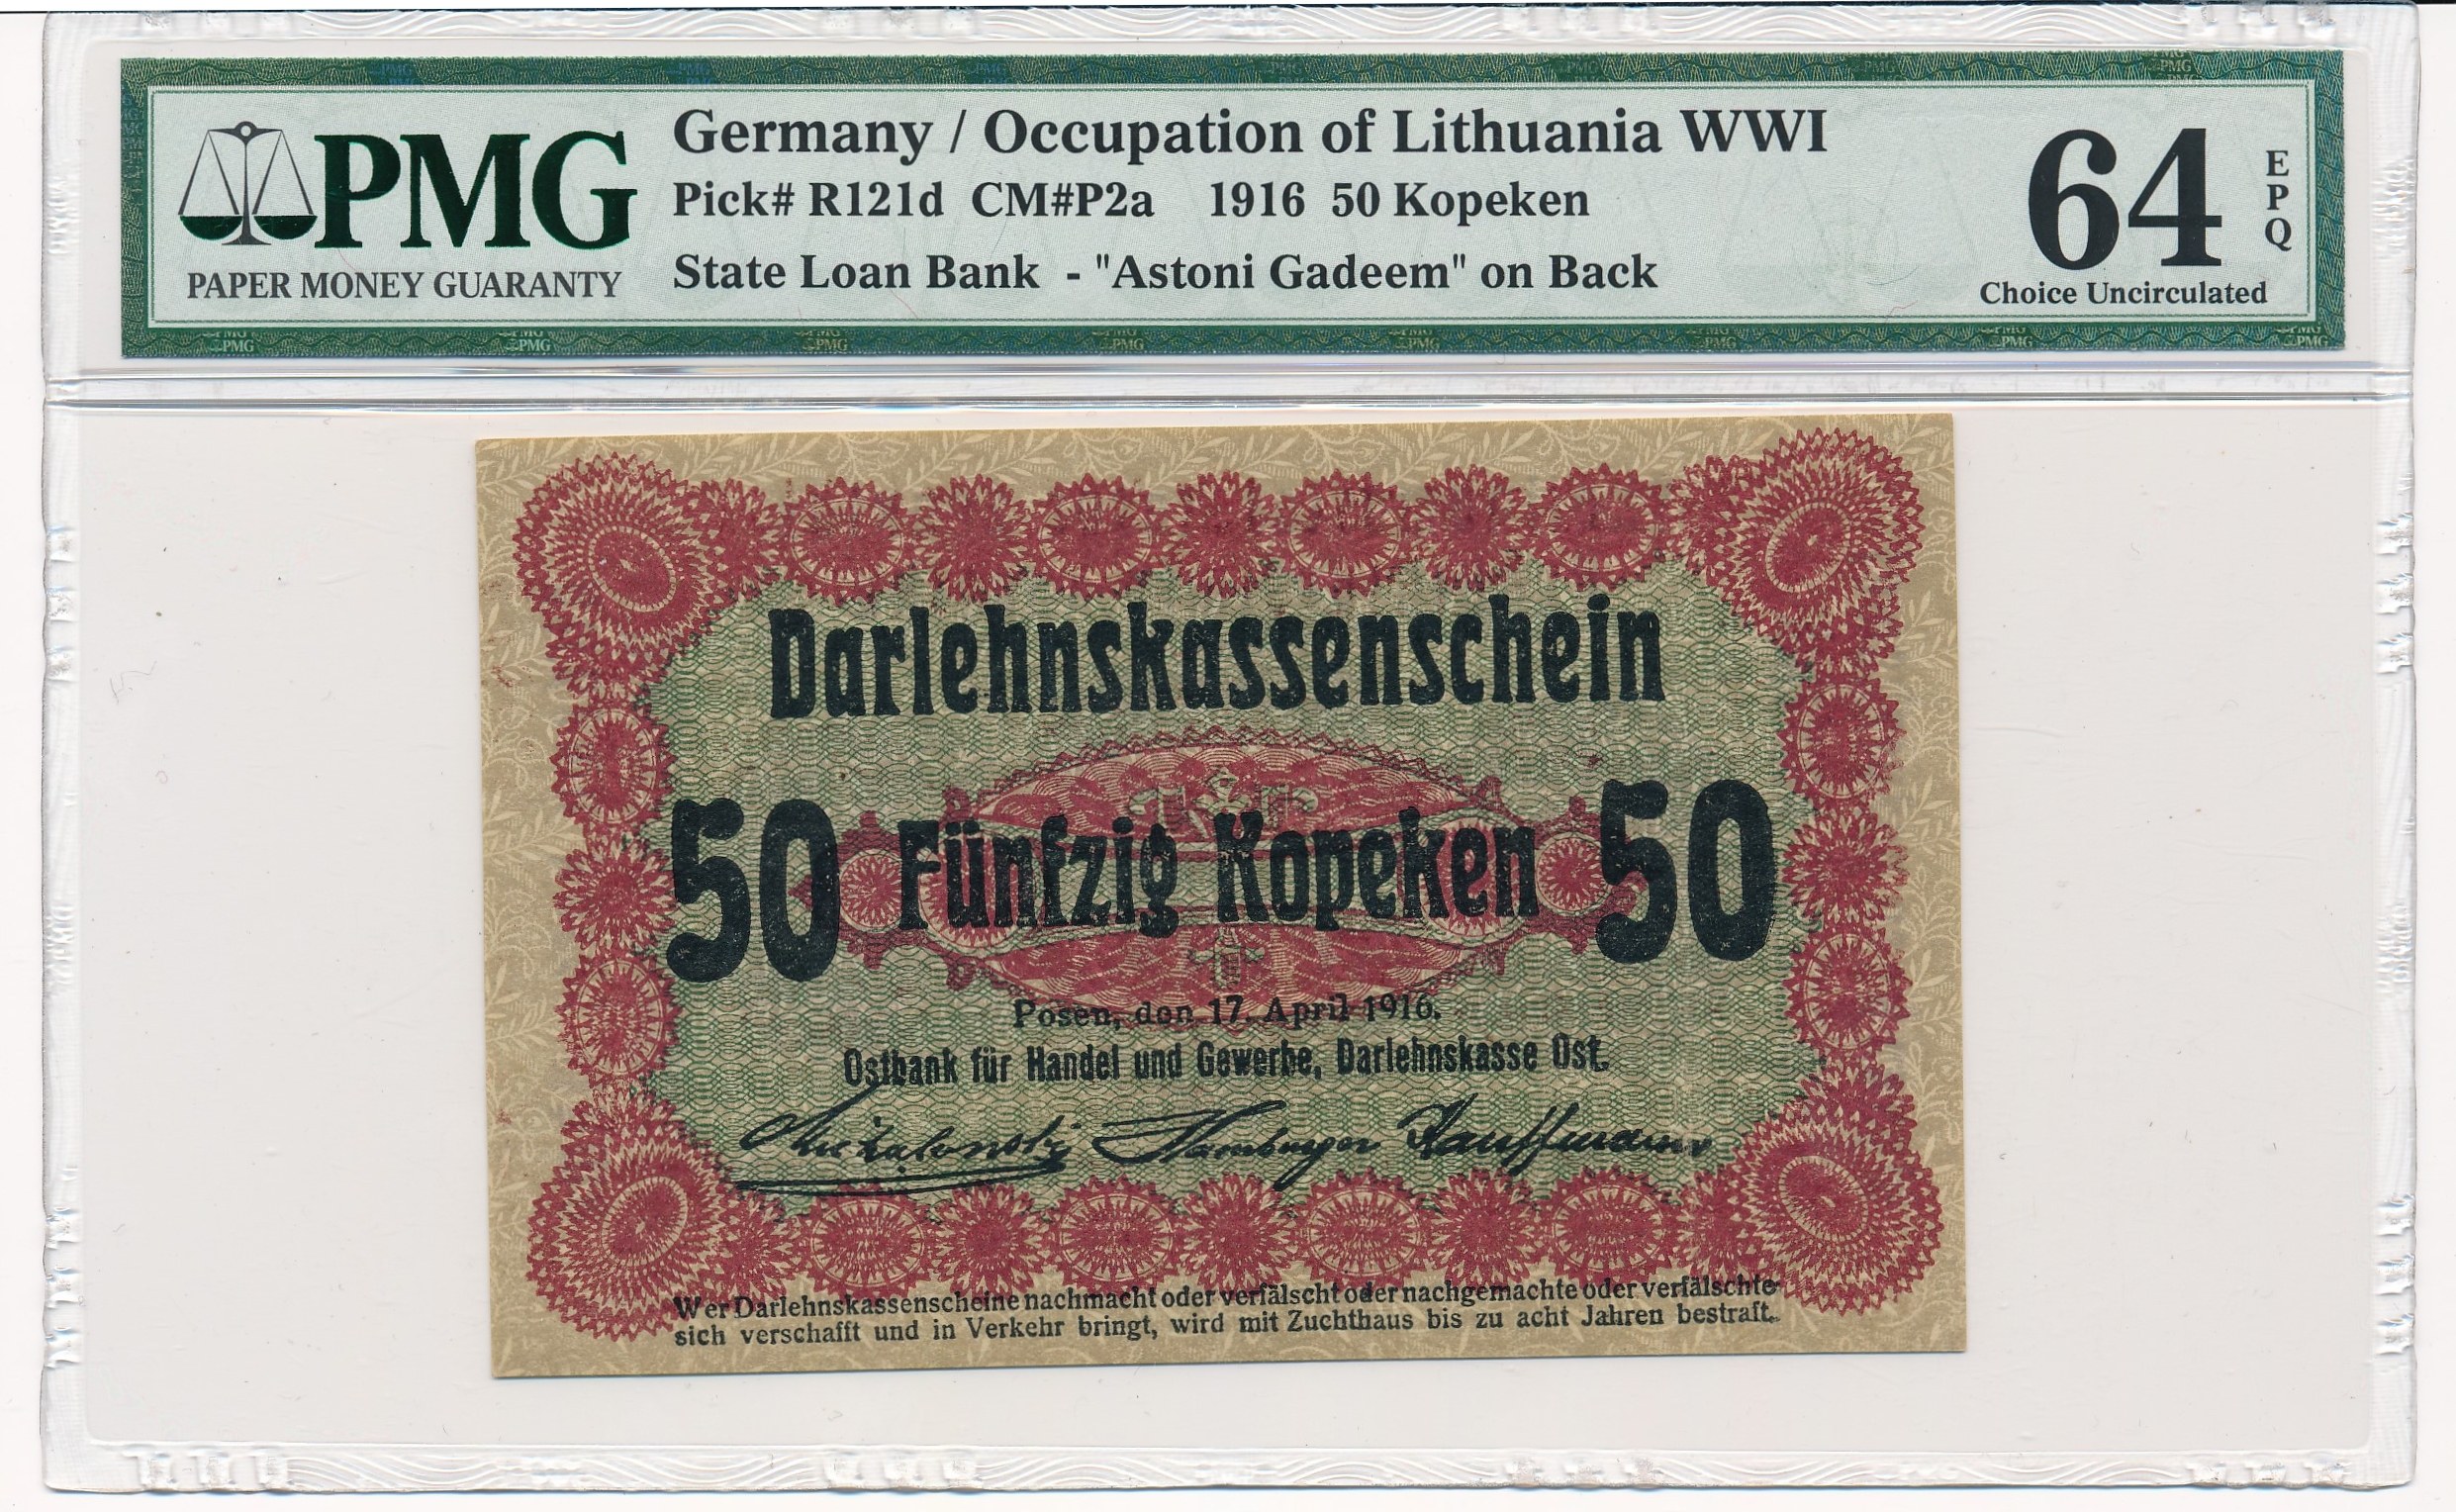 PMG
PAPER MONEY GUARANTY
Germany / Occupation of Lithuania WWI
Pick# R121d CM#P2a 1916 50 Kopeken
State Loan Bank - "Astoni Gadeem" on Back
64
EPQ
Choice Uncirculated
Darlehnskassenschein
50 Fünfzig Kopeken 50
Posen, den 17. April 1916.
Ostbank für Handel und Gewerbe, Darlehnskasse Ost.
Hamburger Kauffmann
Wer Darlehnskassenscheine nachmacht oder verfälscht oder nachgemachte oder verfälschte
sich verschafft und in Verkehr bringt, wird mit Zuchthaus bis zu acht Jahren bestraft.